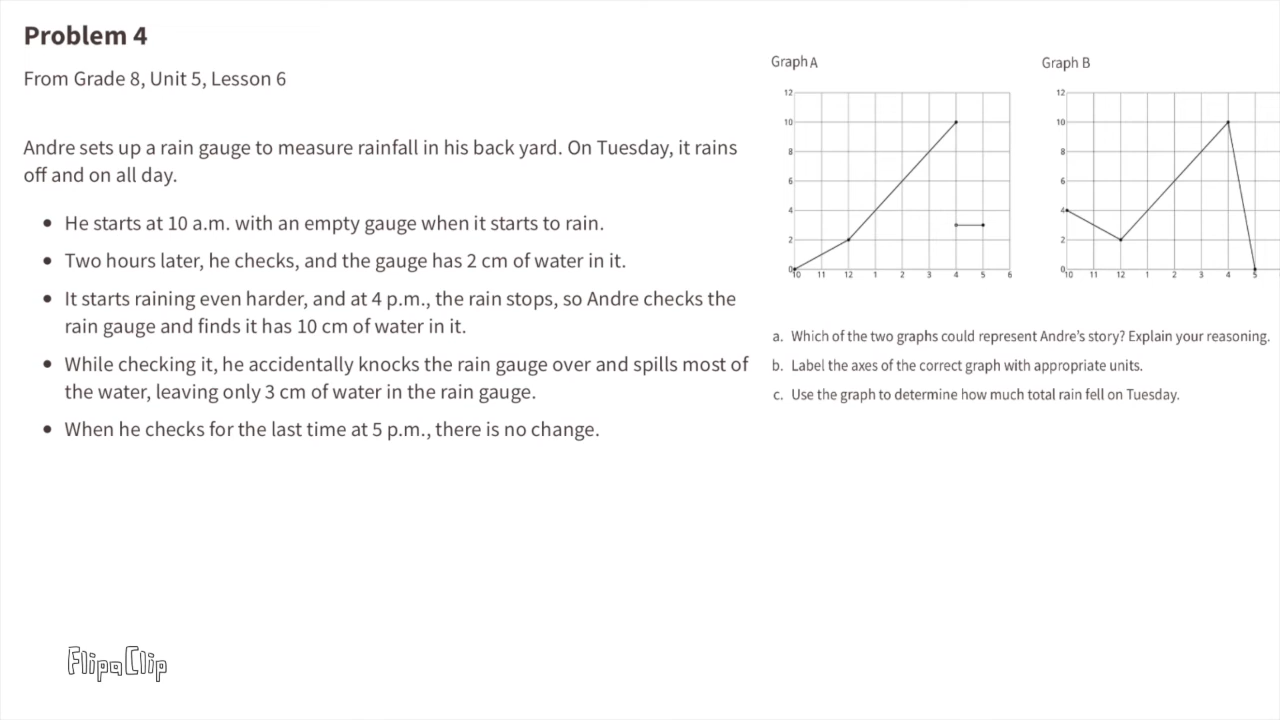 Problem 4
From Grade 8, Unit 5, Lesson 6
Andre sets up a rain gauge to measure rainfall in his back yard. On Tuesday, it rains
off and on all day.
• He starts at 10 a.m. with an empty gauge when it starts to rain.
• Two hours later, he checks, and the gauge has 2 cm of water in it.
• It starts raining even harder, and at 4 p.m., the rain stops, so Andre checks the
rain gauge and finds it has 10 cm of water in it.
• While checking it, he accidentally knocks the rain gauge over and spills most of
the water, leaving only 3 cm of water in the rain gauge.
• When he checks for the last time at 5 p.m., there is no change.
Graph A
12
10
8
6
4
2
0
10 11 12 1 2 3 4 5 6
Graph B
12
10
8
6
4
2
0
10 11 12 1 2 3 4 5
a. Which of the two graphs could represent Andre's story? Explain your reasoning.
b. Label the axes of the correct graph with appropriate units.
c. Use the graph to determine how much total rain fell on Tuesday.
FlipaClip